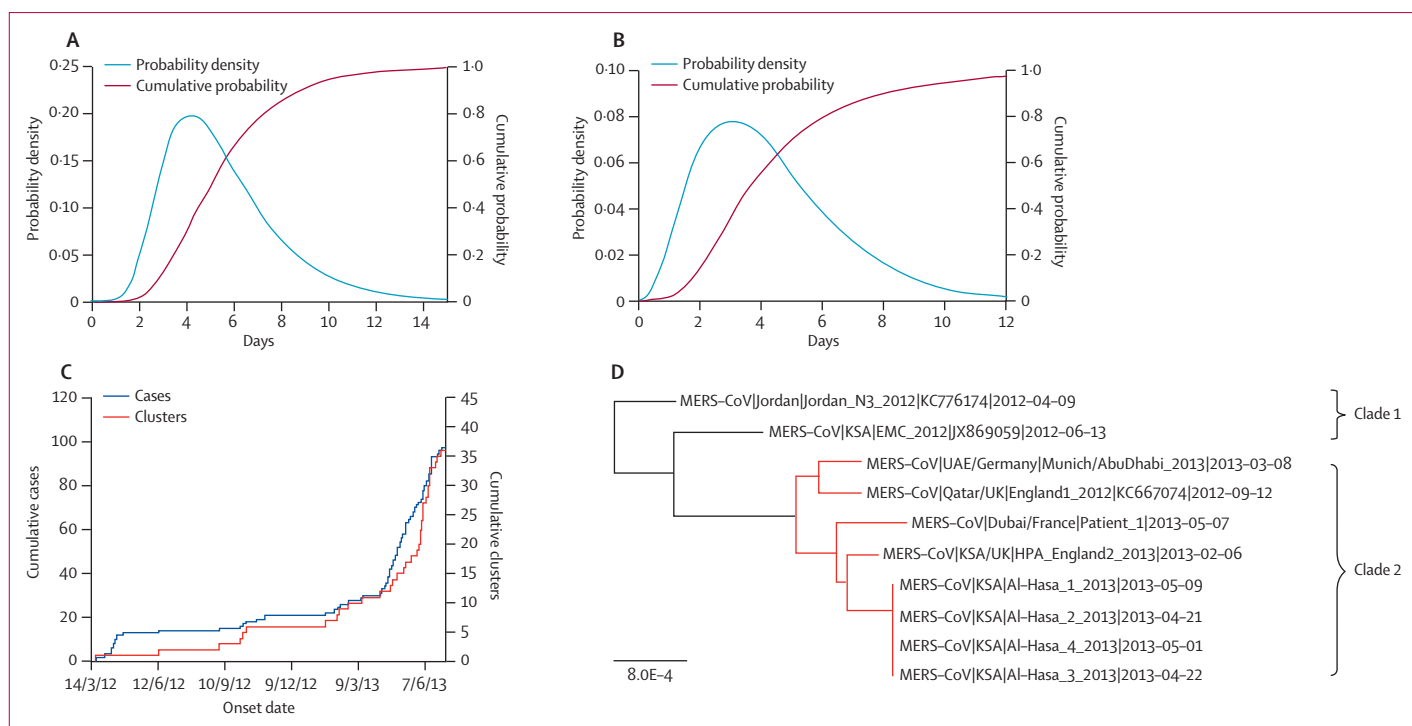 A
Probability density
Cumulative probability
0·25
0·20
0·15
0·10
0·05
0
Probability density
1·0
0·8
0·6
0·4
0·2
0
Cumulative probability
0 2 4 6 8 10 12 14
Days
B
Probability density
Cumulative probability
0·10
0·08
0·06
0·04
0·02
0
Probability density
1·0
0·8
0·6
0·4
0·2
0
Cumulative probability
0 2 4 6 8 10 12
Days
C
Cases
Clusters
120
100
80
60
40
20
0
Cumulative cases
45
40
35
30
25
20
15
10
5
0
Cumulative clusters
14/3/12 12/6/12 10/9/12 9/12/12 9/3/13 7/6/13
Onset date
D
MERS–CoV|Jordan|Jordan_N3_2012|KC776174|2012–04–09
MERS–CoV|KSA|EMC_2012|JX869059|2012–06–13
MERS–CoV|UAE/Germany|Munich/AbuDhabi_2013|2013–03–08
MERS–CoV|Qatar/UK|England1_2012|KC667074|2012–09–12
MERS–CoV|Dubai/France|Patient_1|2013–05–07
MERS–CoV|KSA/UK|HPA_England2_2013|2013–02–06
MERS–CoV|KSA|Al–Hasa_1_2013|2013–05–09
MERS–CoV|KSA|Al–Hasa_2_2013|2013–04–21
MERS–CoV|KSA|Al–Hasa_4_2013|2013–05–01
MERS–CoV|KSA|Al–Hasa_3_2013|2013–04–22
Clade 1
Clade 2
8.0E–4